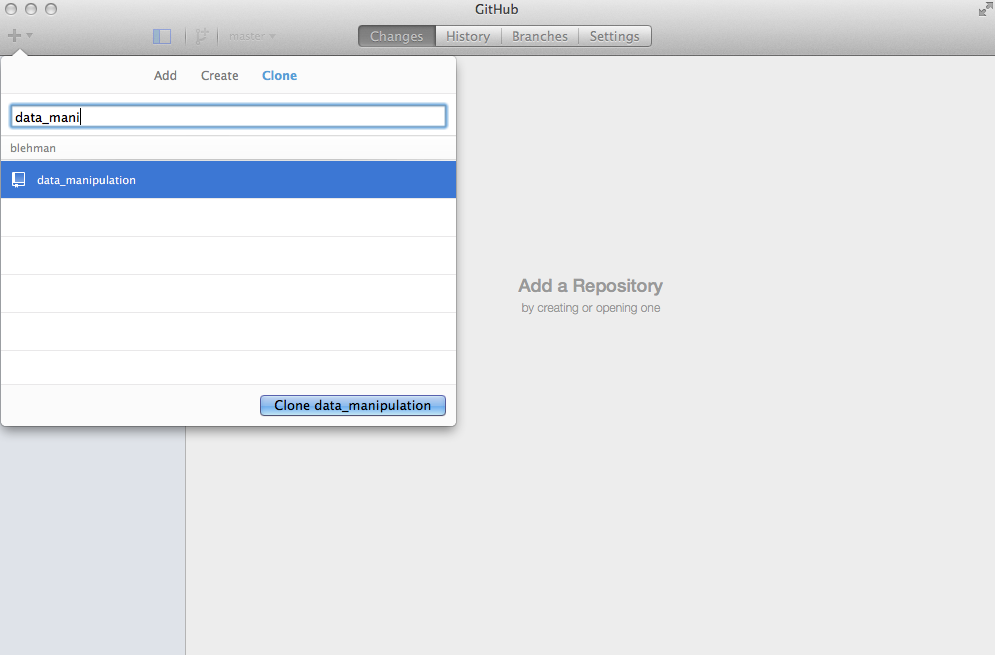 GitHub
master
Changes History Branches Settings
Add Create Clone
data_mani
blehman
data_manipulation
Add a Repository
by creating or opening one
Clone data_manipulation